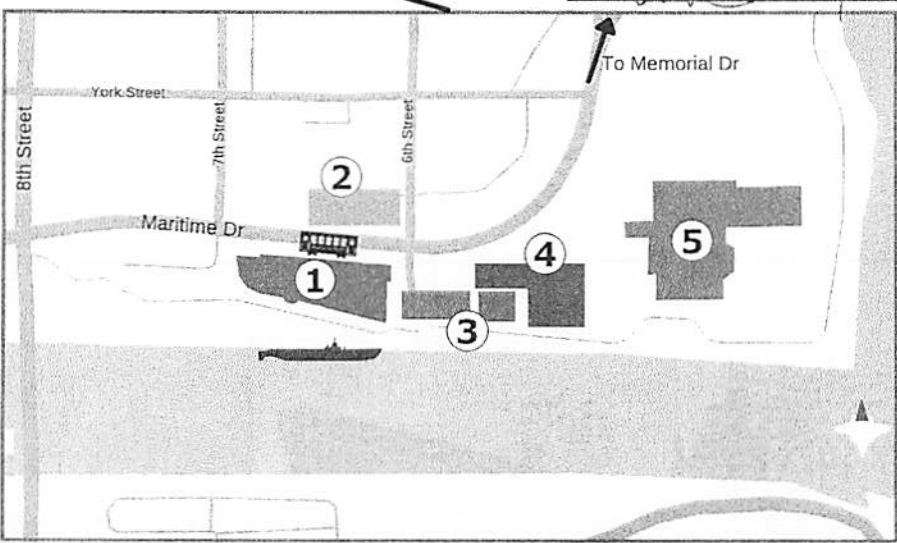 To Memorial Dr
York Street
8th Street
7th Street
6th Street
2
Maritime Dr
1
4
5
3